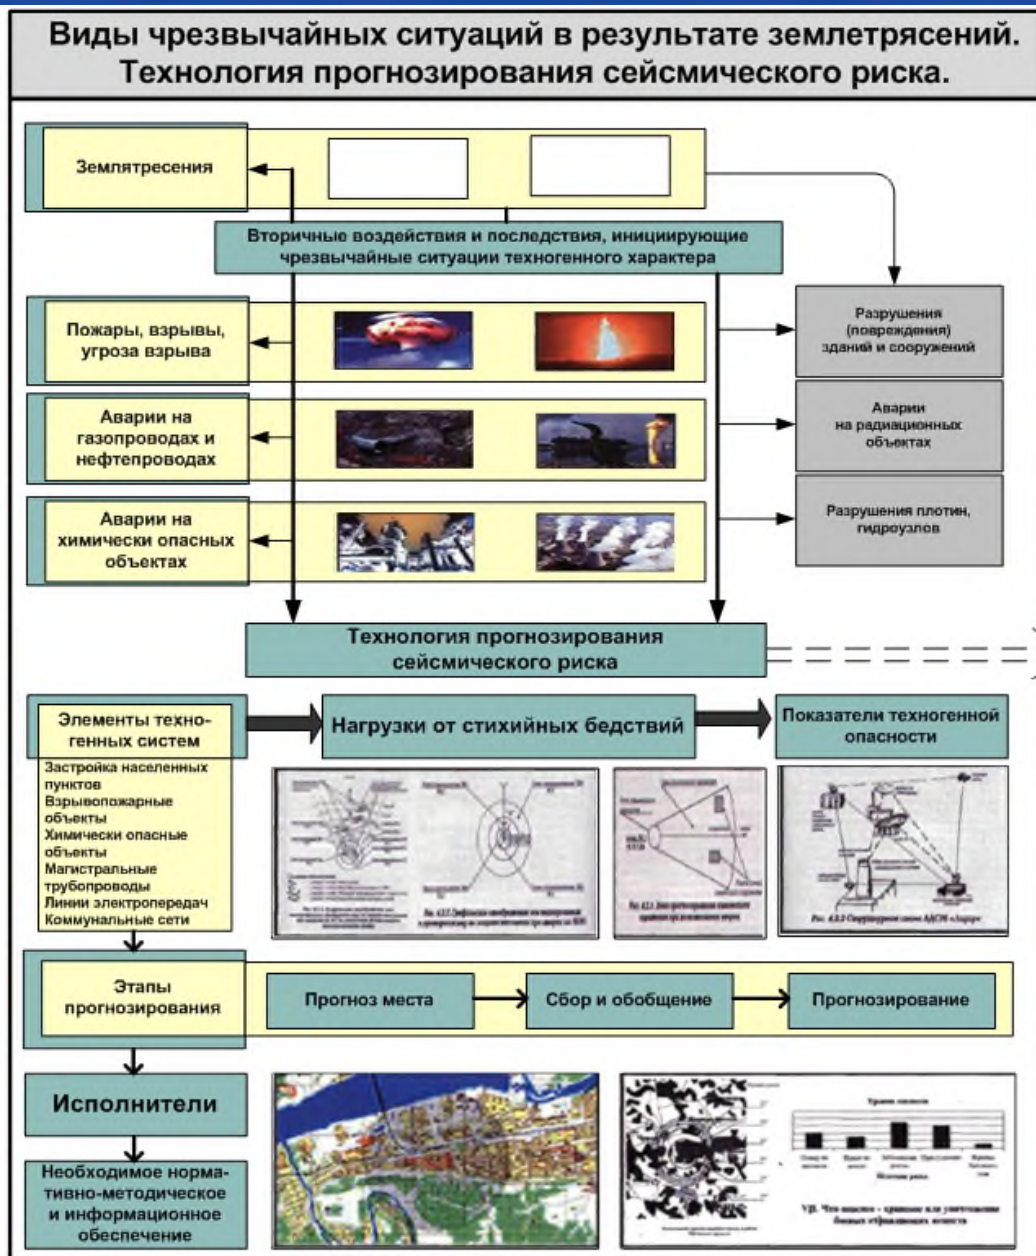 Виды чрезвычайных ситуаций в результате землетрясений.
Технология прогнозирования сейсмического риска.
Землятресения
Вторичные воздействия и последствия, инициирующие
чрезвычайные ситуации техногенного характера
Пожары, взрывы,
угроза взрыва
Разрушения
(повреждения)
зданий и сооружений
Аварии на
газопроводах и
нефтепроводах
Аварии
на радиационных
объектах
Аварии на
химически опасных
объектах
Разрушения плотин,
гидроузлов
Технология прогнозирования
сейсмического риска
Элементы техно-
генных систем
Нагрузки от стихийных бедствий
Показатели техногенной
опасности
Застройка населенных
пунктов
Взрывопожарные
объекты
Химически опасные
объекты
Магистральные
трубопроводы
Линии электропередач
Коммунальные сети
Этапы
прогнозирования
Прогноз места
Сбор и обобщение
Прогнозирование
Исполнители
Необходимое норма-
тивно-методическое
и информационное
обеспечение